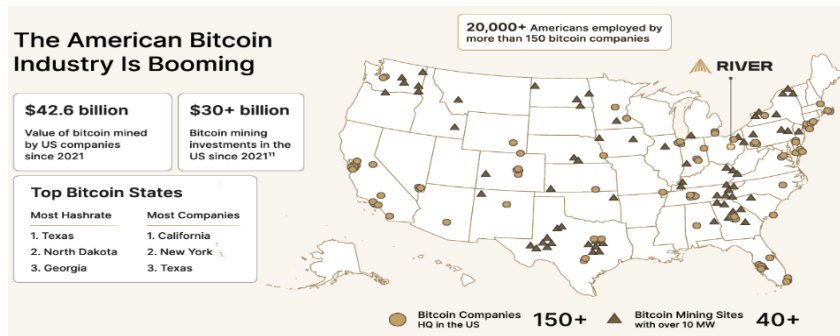 The American Bitcoin
Industry Is Booming
20,000+ Americans employed by
more than 150 bitcoin companies
RIVER
$42.6 billion
Value of bitcoin mined
by US companies
since 2021
$30+ billion
Bitcoin mining
investments in the
US since 2021¹¹
Top Bitcoin States
Most Hashrate
1. Texas
2. North Dakota
3. Georgia
Most Companies
1. California
2. New York
3. Texas
Bitcoin Companies
HQ in the US
150+
Bitcoin Mining Sites
with over 10 MW
40+